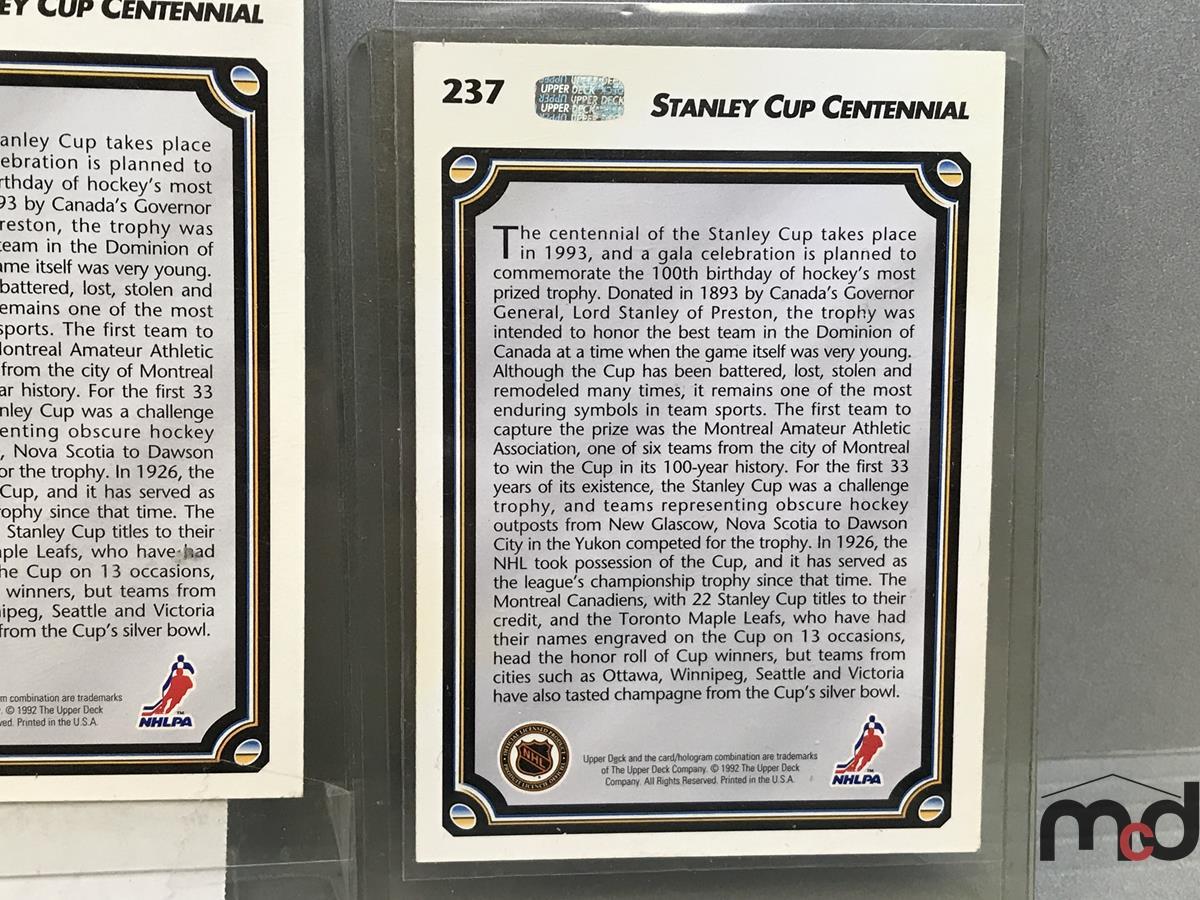 EY CUP CENTENNIAL
anley Cup takes place
ebration is planned to
rthday of hockey's most
93 by Canada's Governor
reston, the trophy was
team in the Dominion of
ame itself was very young.
battered, lost, stolen and
emains one of the most
sports. The first team to
ontreal Amateur Athletic
from the city of Montreal
ar history. For the first 33
nley Cup was a challenge
enting obscure hockey
, Nova Scotia to Dawson
or the trophy. In 1926, the
Cup, and it has served as
ophy since that time. The
Stanley Cup titles to their
ple Leafs, who have had
he Cup on 13 occasions,
winners, but teams from
nipeg, Seattle and Victoria
from the Cup's silver bowl.
m combination are trademarks
. © 1992 The Upper Deck
ved. Printed in the U.S.A.
NHLPA
237
UPPER DECK
UPPER DECK
UPPER DECK
STANLEY CUP CENTENNIAL
The centennial of the Stanley Cup takes place
in 1993, and a gala celebration is planned to
commemorate the 100th birthday of hockey's most
prized trophy. Donated in 1893 by Canada's Governor
General, Lord Stanley of Preston, the trophy was
intended to honor the best team in the Dominion of
Canada at a time when the game itself was very young.
Although the Cup has been battered, lost, stolen and
remodeled many times, it remains one of the most
enduring symbols in team sports. The first team to
capture the prize was the Montreal Amateur Athletic
Association, one of six teams from the city of Montreal
to win the Cup in its 100-year history. For the first 33
years of its existence, the Stanley Cup was a challenge
trophy, and teams representing obscure hockey
outposts from New Glascow, Nova Scotia to Dawson
City in the Yukon competed for the trophy. In 1926, the
NHL took possession of the Cup, and it has served as
the league's championship trophy since that time. The
Montreal Canadiens, with 22 Stanley Cup titles to their
credit, and the Toronto Maple Leafs, who have had
their names engraved on the Cup on 13 occasions,
head the honor roll of Cup winners, but teams from
cities such as Ottawa, Winnipeg, Seattle and Victoria
have also tasted champagne from the Cup's silver bowl.
NHL
Upper Deck and the card/hologram combination are trademarks
of The Upper Deck Company. © 1992 The Upper Deck
Company. All Rights Reserved. Printed in the U.S.A.
NHLPA
mcd